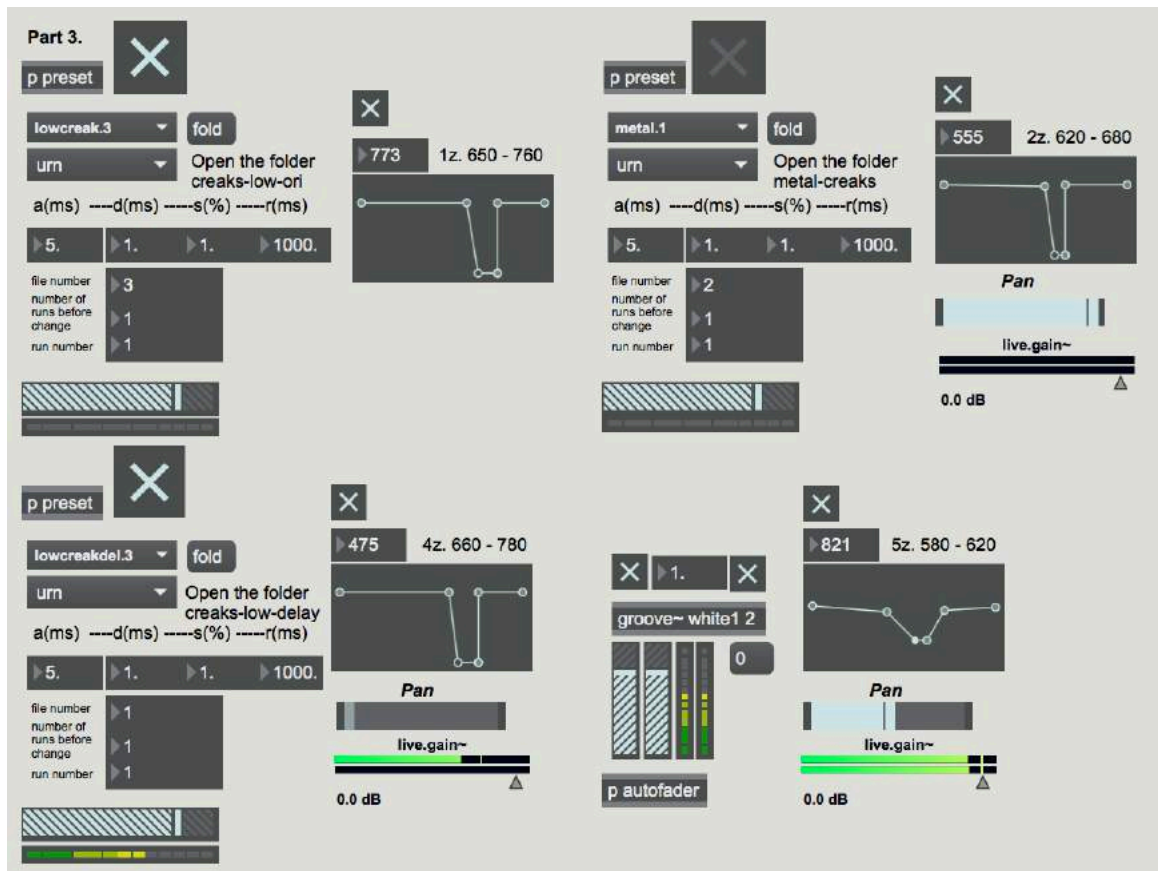 Part 3.
p preset
lowcreak.3
fold
urn
Open the folder
creaks-low-ori
a(ms) ----d(ms) -----s(%) -----r(ms)
5. 1. 1. 1000.
file number
3
number of
runs before
change
1
run number
1
773
1z. 650 - 760
p preset
metal.1
fold
urn
Open the folder
metal-creaks
a(ms) ----d(ms) -----s(%) -----r(ms)
5. 1. 1. 1000.
file number
2
number of
runs before
change
1
run number
1
555
2z. 620 - 680
Pan
live.gain~
0.0 dB
p preset
lowcreakdel.3
fold
urn
Open the folder
creaks-low-delay
a(ms) ----d(ms) -----s(%) -----r(ms)
5. 1. 1. 1000.
file number
1
number of
runs before
change
1
run number
1
475
4z. 660 - 780
Pan
live.gain~
0.0 dB
1.
groove~ white1 2
0
p autofader
821
5z. 580 - 620
Pan
live.gain~
0.0 dB